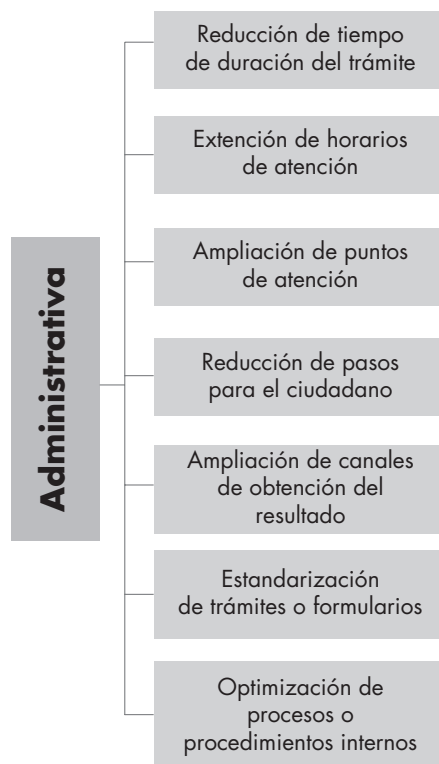 Administrativa
Reducción de tiempo
de duración del trámite
Extención de horarios
de atención
Ampliación de puntos
de atención
Reducción de pasos
para el ciudadano
Ampliación de canales
de obtención del
resultado
Estandarización
de trámites o formularios
Optimización de
procesos o
procedimientos internos